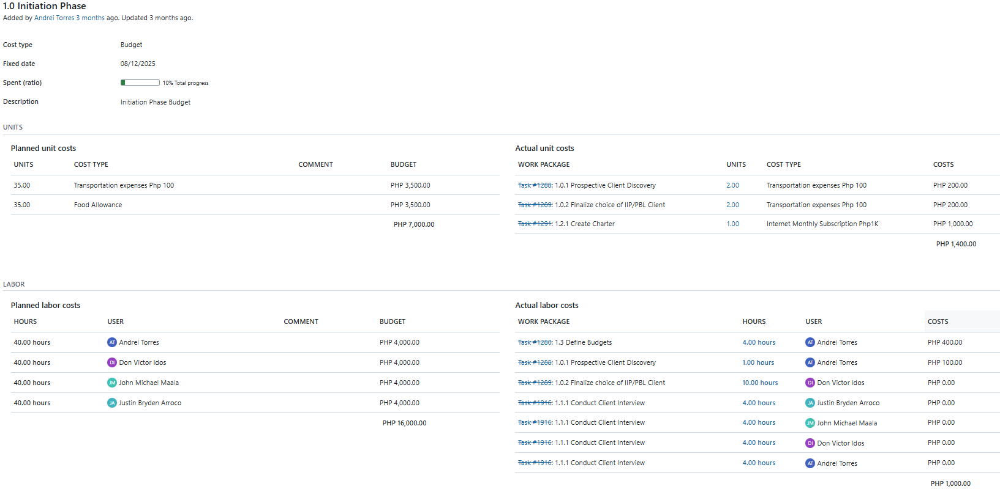 1.0 Initiation Phase
Added by Andrei Torres 3 months ago. Updated 3 months ago.
Cost type Budget
Fixed date 08/12/2025
Spent (ratio) 10% Total progress
Description Initiation Phase Budget
UNITS
Planned unit costs
UNITS COST TYPE COMMENT BUDGET
35.00 Transportation expenses Php 100 PHP 3,500.00
35.00 Food Allowance PHP 3,500.00
PHP 7,000.00
Actual unit costs
WORK PACKAGE UNITS COST TYPE COSTS
Task #1288: 1.0.1 Prospective Client Discovery 2.00 Transportation expenses Php 100 PHP 200.00
Task #1289: 1.0.2 FInalize choice of IIP/PBL Client 2.00 Transportation expenses Php 100 PHP 200.00
Task #1291: 1.2.1 Create Charter 1.00 Internet Monthly Subscription Php1K PHP 1,000.00
PHP 1,400.00
LABOR
Planned labor costs
HOURS USER COMMENT BUDGET
40.00 hours AT Andrei Torres PHP 4,000.00
40.00 hours DI Don Victor Idos PHP 4,000.00
40.00 hours JM John Michael Maala PHP 4,000.00
40.00 hours JA Justin Bryden Arroco PHP 4,000.00
PHP 16,000.00
Actual labor costs
WORK PACKAGE HOURS USER COSTS
Task #1280: 1.3 Define Budgets 4.00 hours AT Andrei Torres PHP 400.00
Task #1288: 1.0.1 Prospective Client Discovery 1.00 hours AT Andrei Torres PHP 100.00
Task #1289: 1.0.2 FInalize choice of IIP/PBL Client 10.00 hours DI Don Victor Idos PHP 0.00
Task #1916: 1.1.1 Conduct Client Interview 4.00 hours JA Justin Bryden Arroco PHP 0.00
Task #1916: 1.1.1 Conduct Client Interview 4.00 hours JM John Michael Maala PHP 0.00
Task #1916: 1.1.1 Conduct Client Interview 4.00 hours DI Don Victor Idos PHP 0.00
Task #1916: 1.1.1 Conduct Client Interview 4.00 hours AT Andrei Torres PHP 0.00
PHP 1,000.00